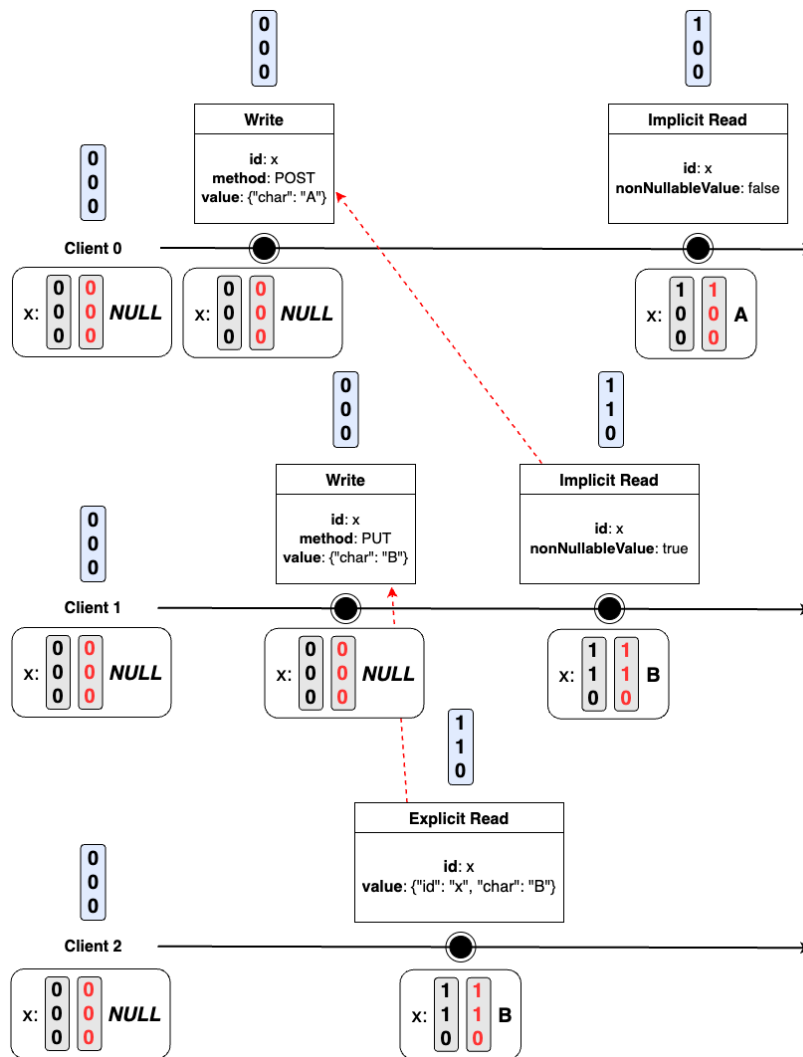 0
0
0
Write
id: x
method: POST
value: {"char": "A"}
1
0
0
Implicit Read
id: x
nonNullableValue: false
0
0
0
Client 0
x:
0 0
0 0
0 0
NULL
x:
0 0
0 0
0 0
NULL
x:
1 1
0 0
0 0
A
0
0
0
Write
id: x
method: PUT
value: {"char": "B"}
1
1
0
Implicit Read
id: x
nonNullableValue: true
0
0
0
Client 1
x:
0 0
0 0
0 0
NULL
x:
0 0
0 0
0 0
NULL
x:
1 1
1 1
0 0
B
1
1
0
Explicit Read
id: x
value: {"id": "x", "char": "B"}
0
0
0
Client 2
x:
0 0
0 0
0 0
NULL
x:
1 1
1 1
0 0
B